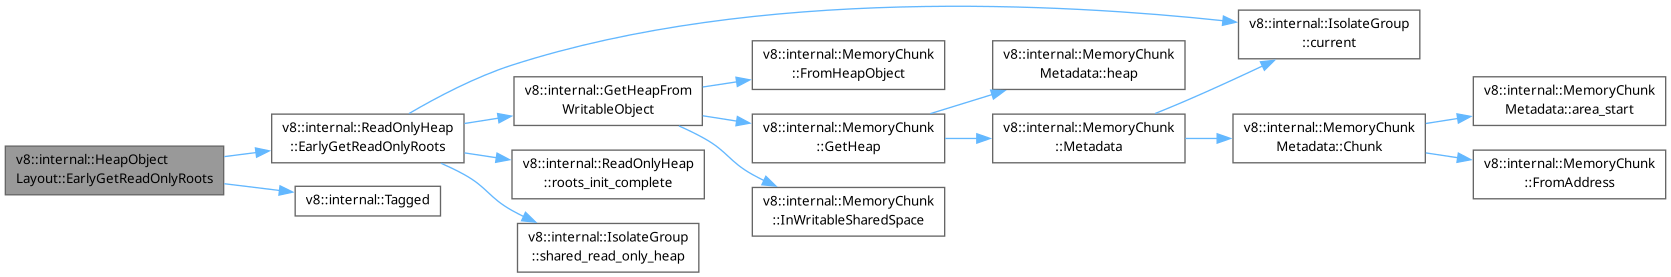 v8::internal::HeapObject
Layout::EarlyGetReadOnlyRoots
v8::internal::ReadOnlyHeap
::EarlyGetReadOnlyRoots
v8::internal::Tagged
v8::internal::GetHeapFrom
WritableObject
v8::internal::ReadOnlyHeap
::roots_init_complete
v8::internal::IsolateGroup
::shared_read_only_heap
v8::internal::MemoryChunk
::FromHeapObject
v8::internal::MemoryChunk
::GetHeap
v8::internal::MemoryChunk
::InWritableSharedSpace
v8::internal::MemoryChunk
Metadata::heap
v8::internal::MemoryChunk
::Metadata
v8::internal::IsolateGroup
::current
v8::internal::MemoryChunk
Metadata::Chunk
v8::internal::MemoryChunk
Metadata::area_start
v8::internal::MemoryChunk
::FromAddress